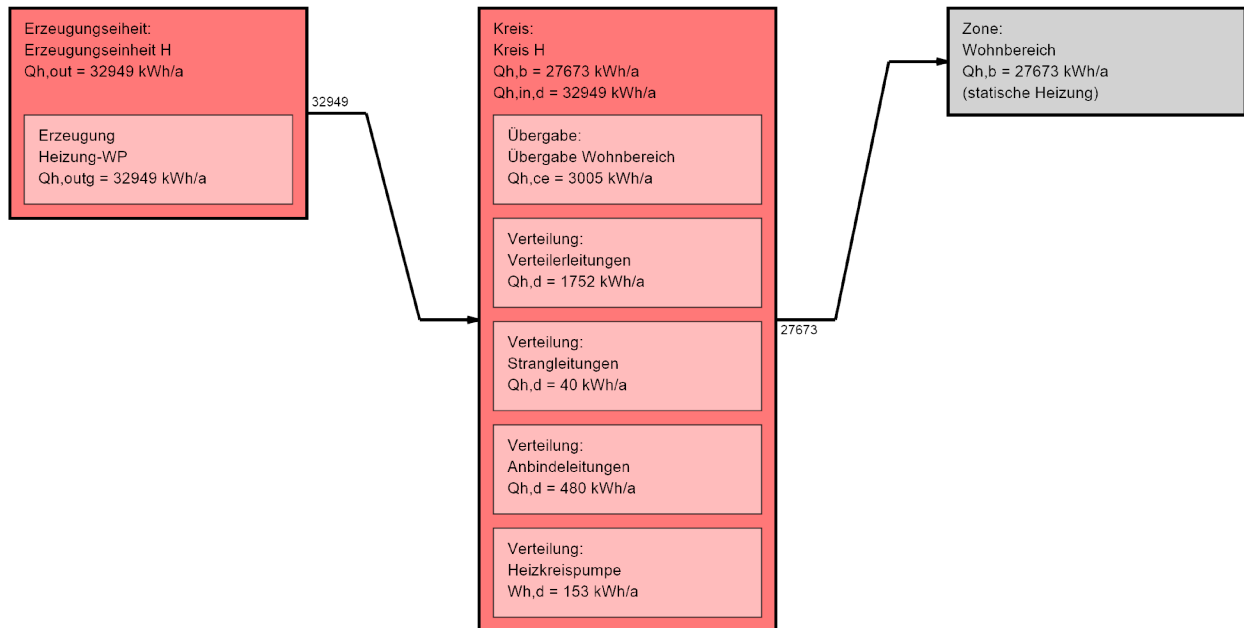 Erzeugungseiheit:
Erzeugungseinheit H
Qh,out = 32949 kWh/a
Erzeugung
Heizung-WP
Qh,outg = 32949 kWh/a
32949
Kreis:
Kreis H
Qh,b = 27673 kWh/a
Qh,in,d = 32949 kWh/a
Übergabe:
Übergabe Wohnbereich
Qh,ce = 3005 kWh/a
Verteilung:
Verteilerleitungen
Qh,d = 1752 kWh/a
Verteilung:
Strangleitungen
Qh,d = 40 kWh/a
Verteilung:
Anbindeleitungen
Qh,d = 480 kWh/a
Verteilung:
Heizkreispumpe
Wh,d = 153 kWh/a
27673
Zone:
Wohnbereich
Qh,b = 27673 kWh/a
(statische Heizung)